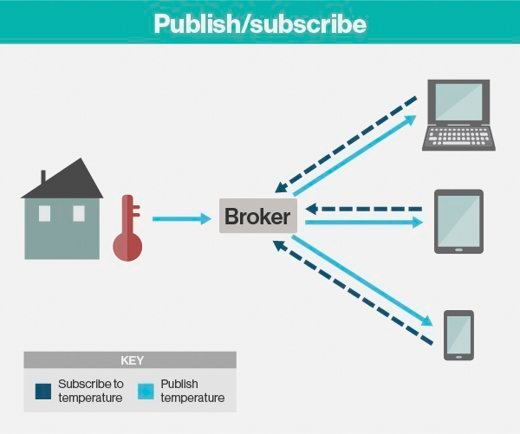 Publish/subscribe
Broker
KEY
Subscribe to
temperature
Publish
temperature